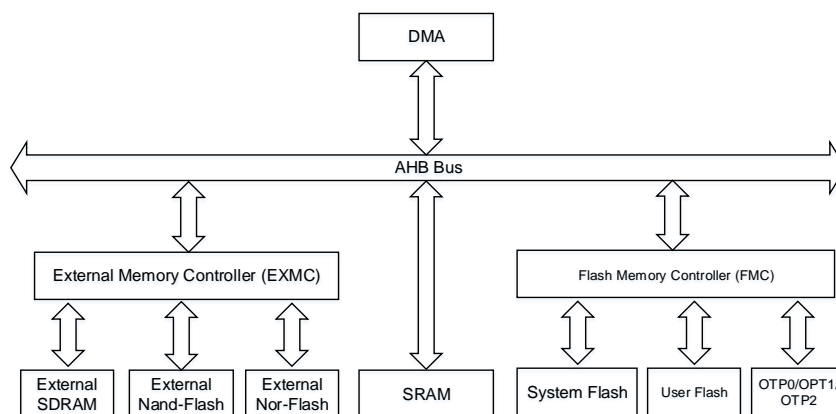 DMA
AHB Bus
External Memory Controller (EXMC)
Flash Memory Controller (FMC)
External
SDRAM
External
Nand-Flash
External
Nor-Flash
SRAM
System Flash
User Flash
OTP0/OPT1/
OTP2